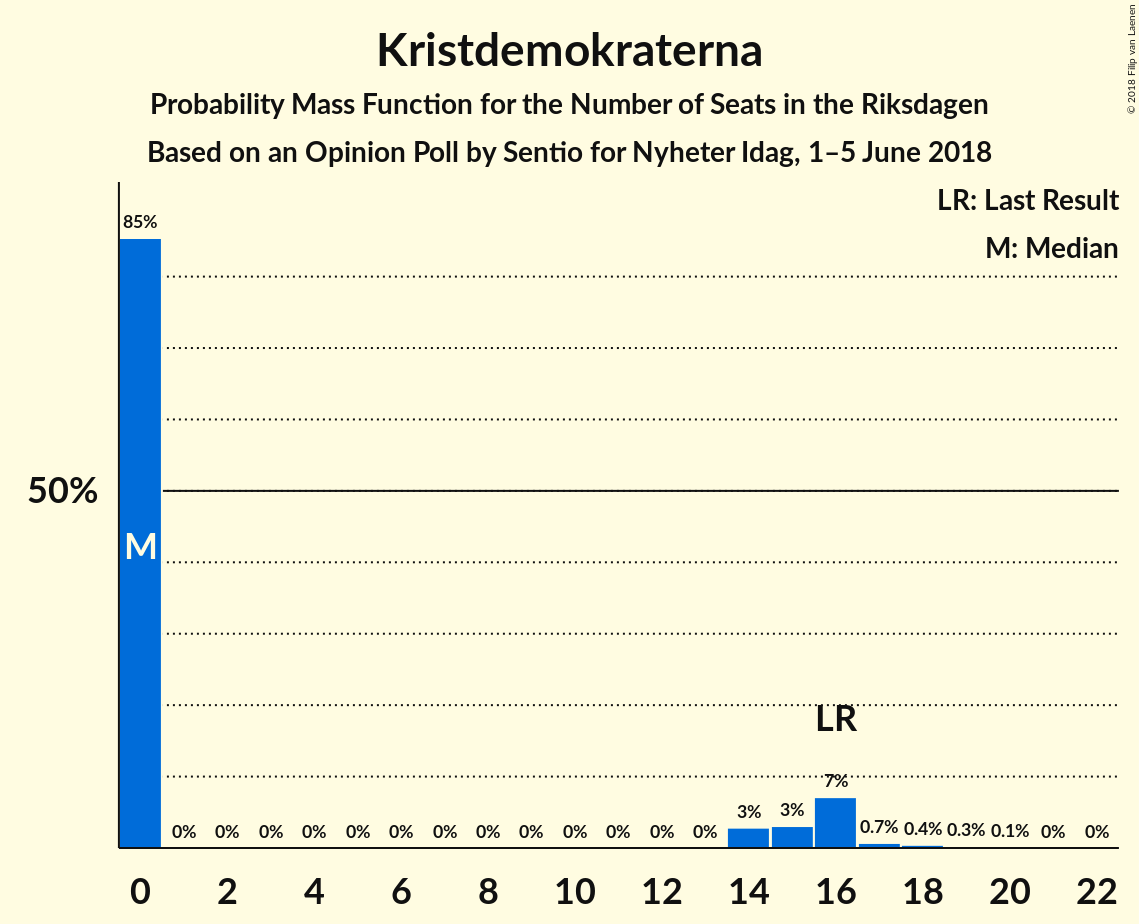 Kristdemokraterna
Probability Mass Function for the Number of Seats in the Riksdagen
Based on an Opinion Poll by Sentio for Nyheter Idag, 1–5 June 2018
© 2018 Filip van Laenen
LR: Last Result
M: Median
85%
50%
M
LR
0% 0% 0% 0% 0% 0% 0% 0% 0% 0% 0% 0% 0% 3% 3% 7% 0.7% 0.4% 0.3% 0.1% 0% 0%
0 2 4 6 8 10 12 14 16 18 20 22